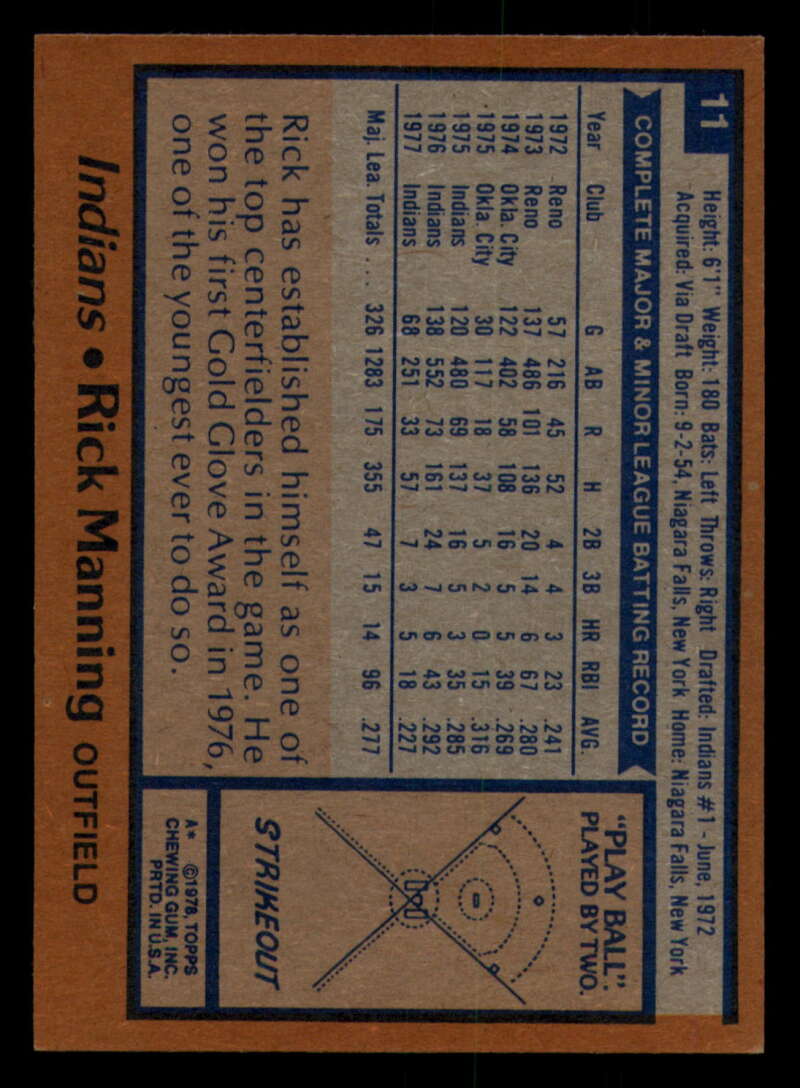 11
Height: 6'1" Weight: 180 Bats: Left Throws: Right Drafted: Indians #1 - June, 1972
Acquired: Via Draft Born: 9-2-54, Niagara Falls, New York Home: Niagara Falls, New York
COMPLETE MAJOR & MINOR LEAGUE BATTING RECORD
Year Club G AB R H 2B 3B HR RBI AVG.
1972 Reno 57 216 45 52 4 4 3 23 .241
1973 Reno 137 486 101 136 20 14 6 67 .280
1974 Okla. City 122 402 58 108 16 5 5 39 .269
1975 Okla. City 30 117 18 37 5 2 0 15 .316
1975 Indians 120 480 69 137 16 5 3 35 .285
1976 Indians 138 552 73 161 24 7 6 43 .292
1977 Indians 68 251 33 57 7 3 5 18 .227
Maj. Lea. Totals .... 326 1283 175 355 47 15 14 96 .277
Rick has established himself as one of
the top centerfielders in the game. He
won his first Gold Glove Award in 1976,
one of the youngest ever to do so.
"PLAY BALL"
PLAYED BY TWO.
STRIKEOUT
A* ©1978, TOPPS
CHEWING GUM, INC.
PRTD. IN U.S.A.
Indians • Rick Manning OUTFIELD